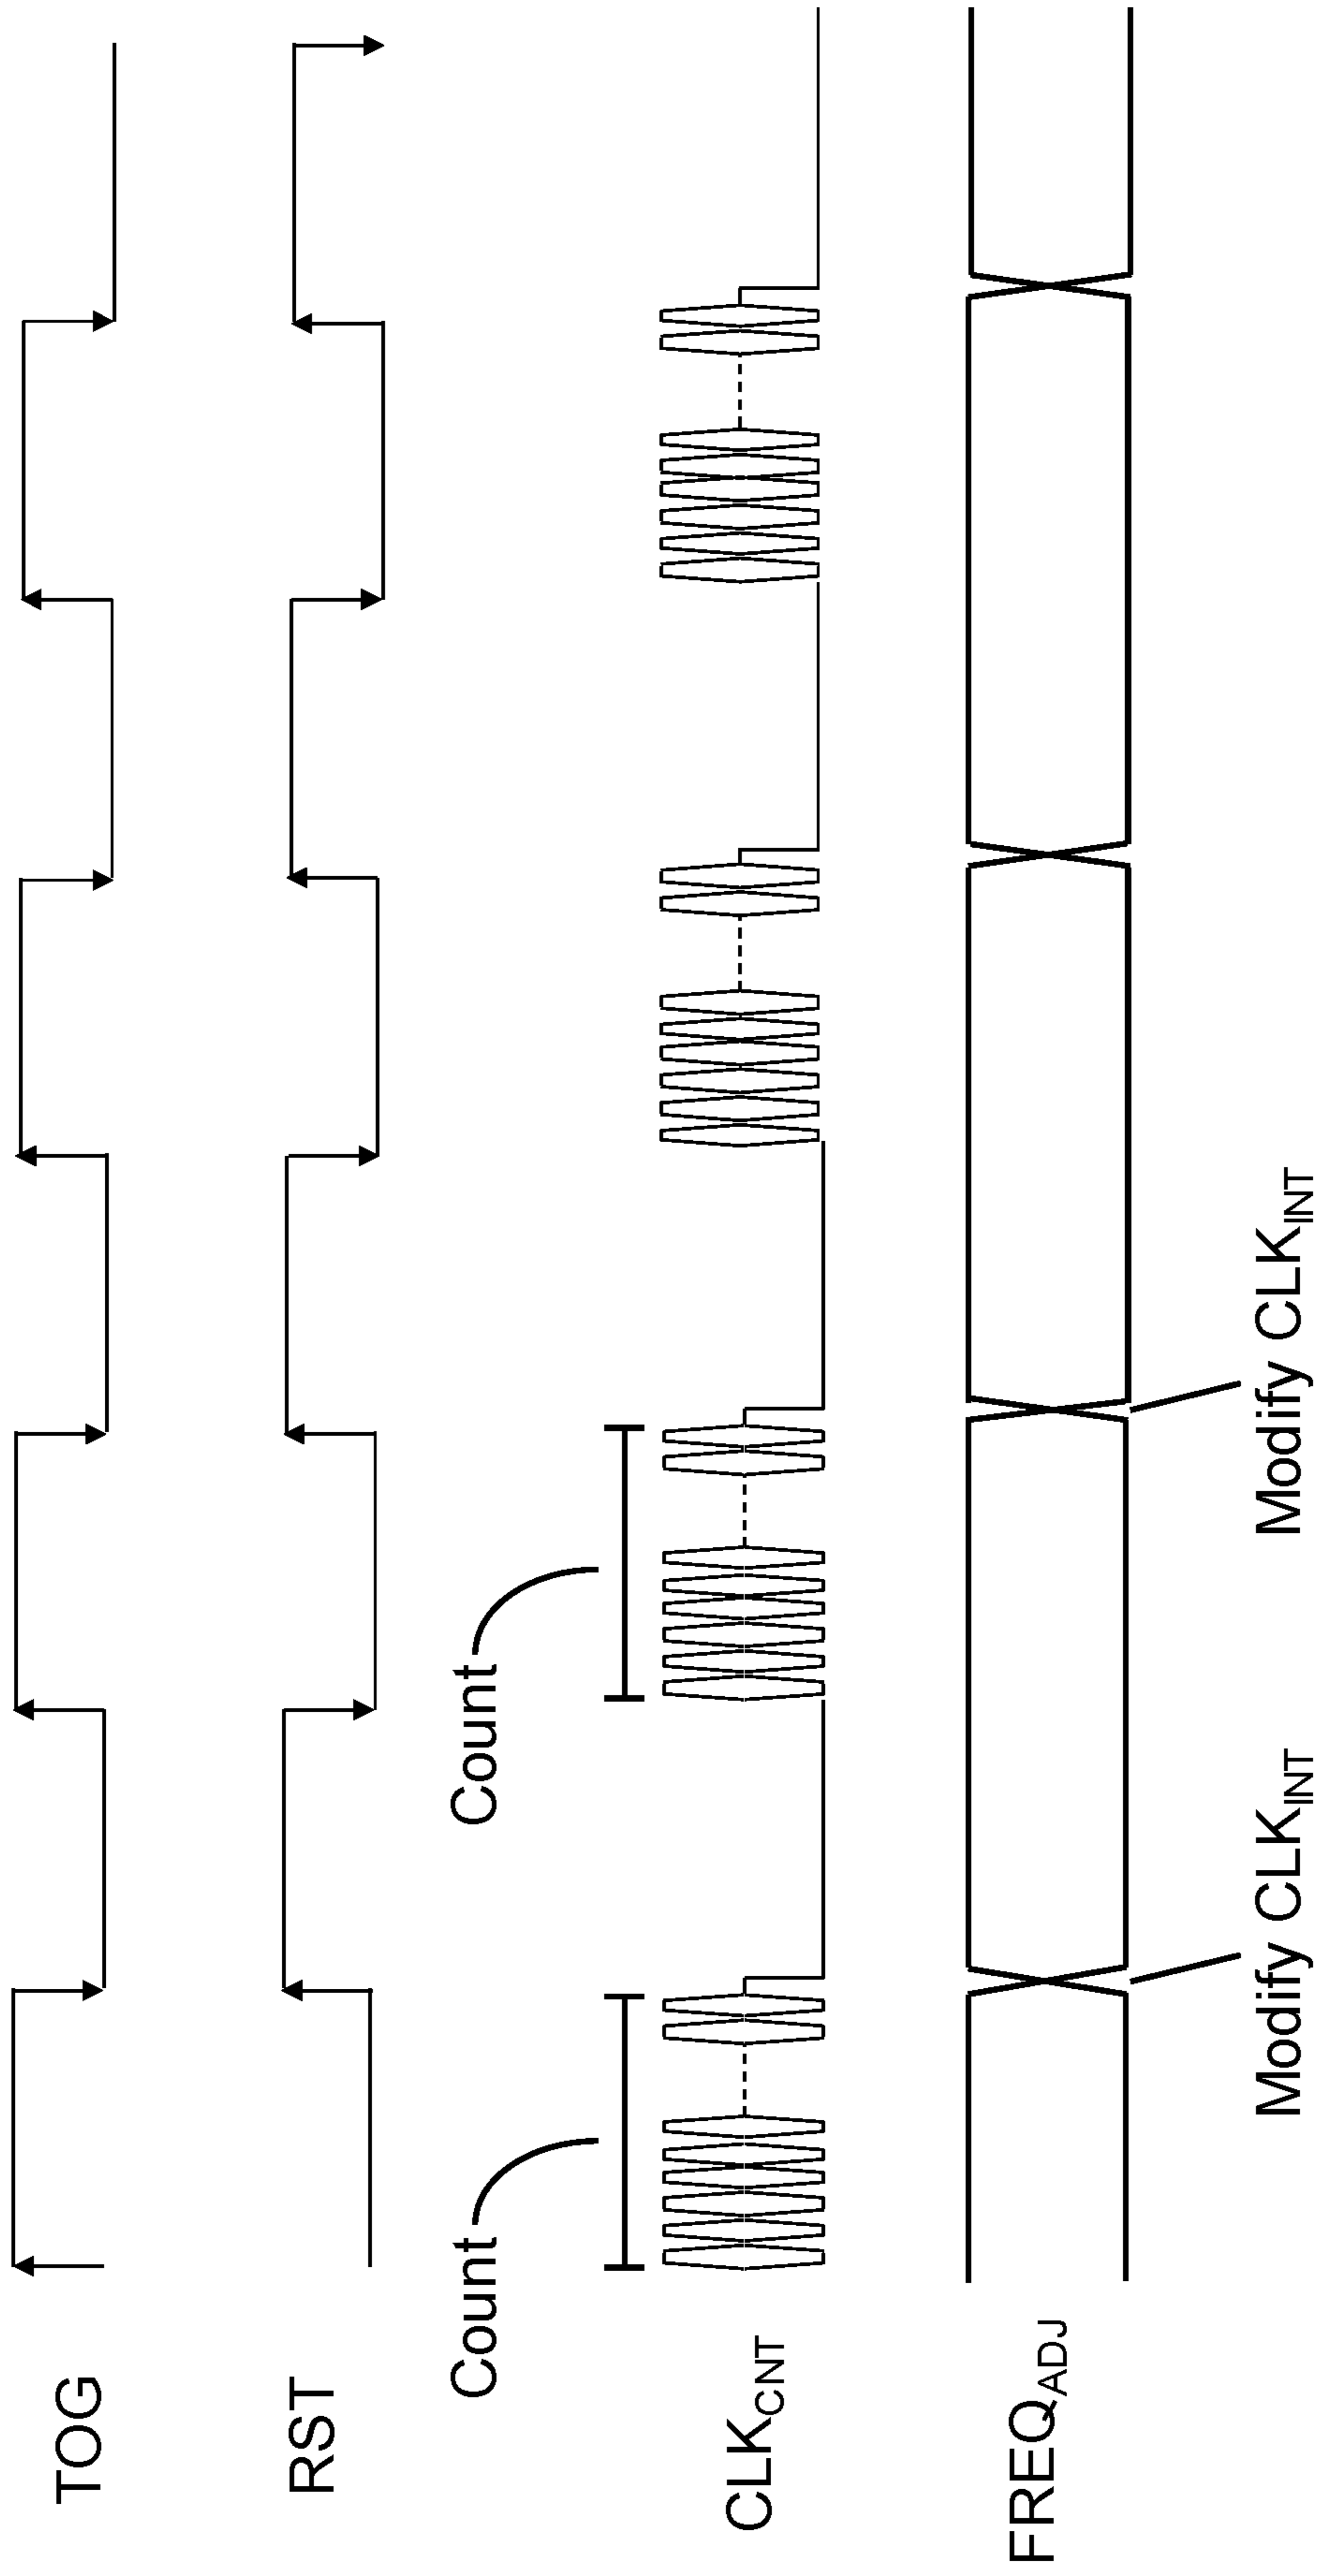 TOG
RST
Count
Count
CLKCNT
FREQADJ
Modify CLKINT
Modify CLKINT